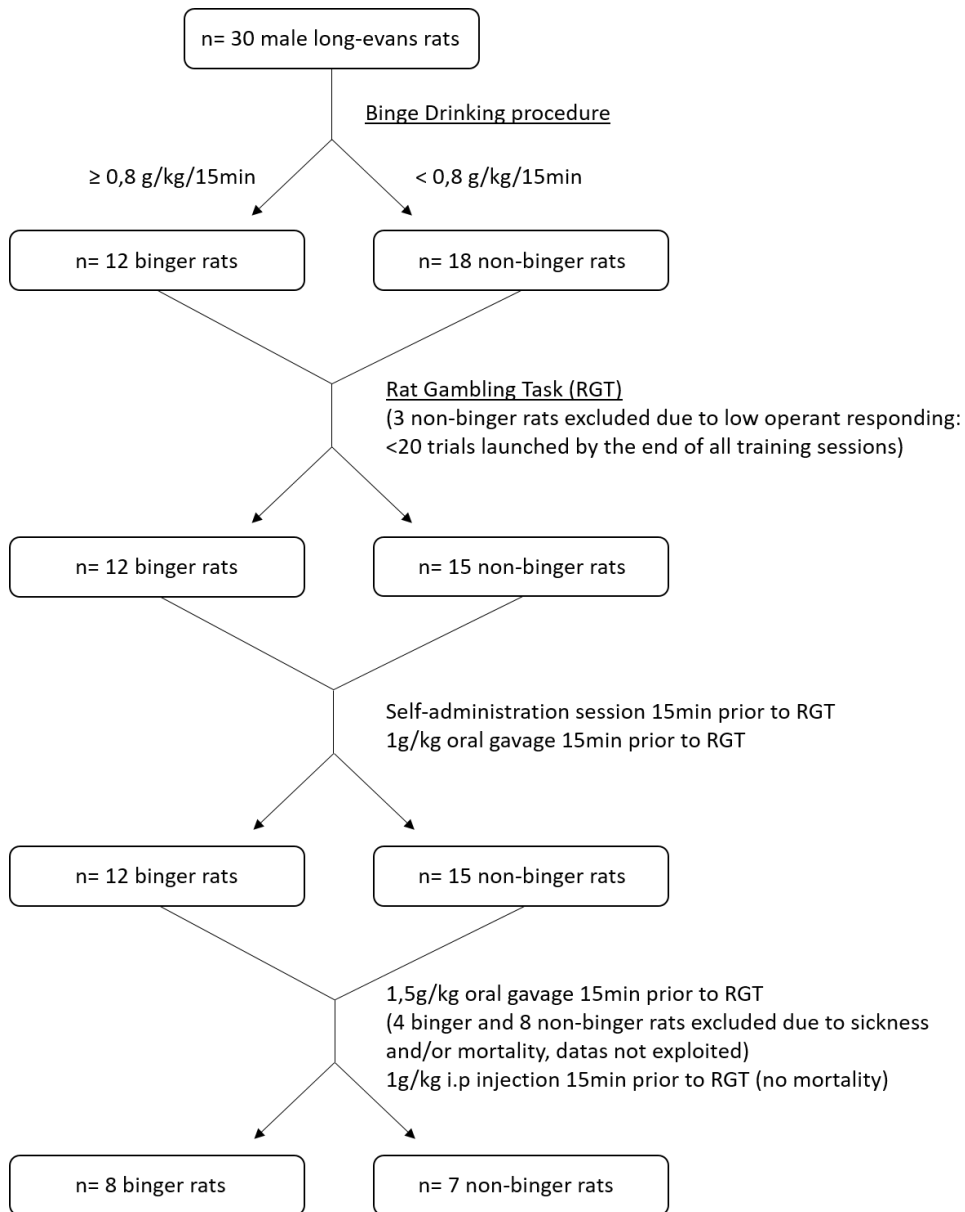 n= 30 male long-evans rats
Binge Drinking procedure
≥ 0,8 g/kg/15min
< 0,8 g/kg/15min
n= 12 binger rats
n= 18 non-binger rats
Rat Gambling Task (RGT)
(3 non-binger rats excluded due to low operant responding:
<20 trials launched by the end of all training sessions)
n= 12 binger rats
n= 15 non-binger rats
Self-administration session 15min prior to RGT
1g/kg oral gavage 15min prior to RGT
n= 12 binger rats
n= 15 non-binger rats
1,5g/kg oral gavage 15min prior to RGT
(4 binger and 8 non-binger rats excluded due to sickness
and/or mortality, datas not exploited)
1g/kg i.p injection 15min prior to RGT (no mortality)
n= 8 binger rats
n= 7 non-binger rats